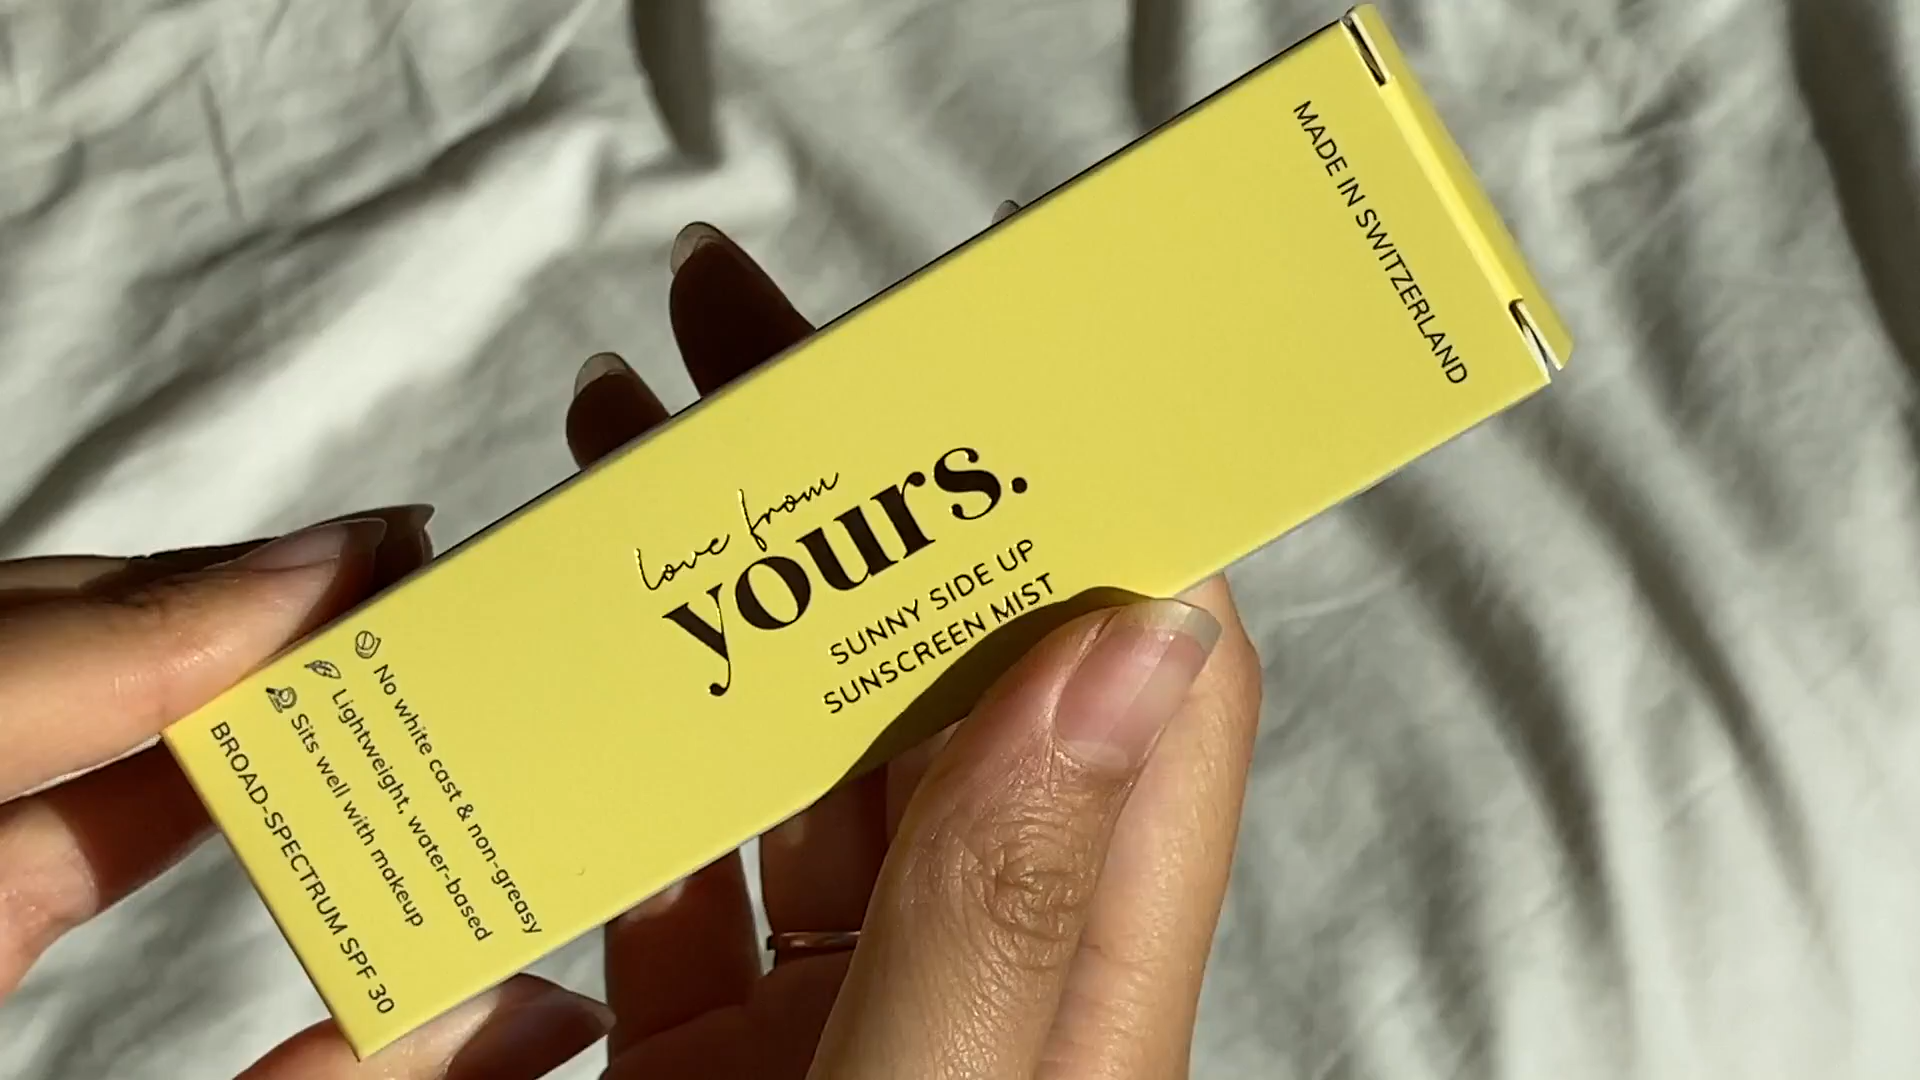 love from
yours.
SUNNY SIDE UP
SUNSCREEN MIST
No white cast & non-greasy
Lightweight, water-based
Sits well with makeup
BROAD-SPECTRUM SPF 30
MADE IN SWITZERLAND